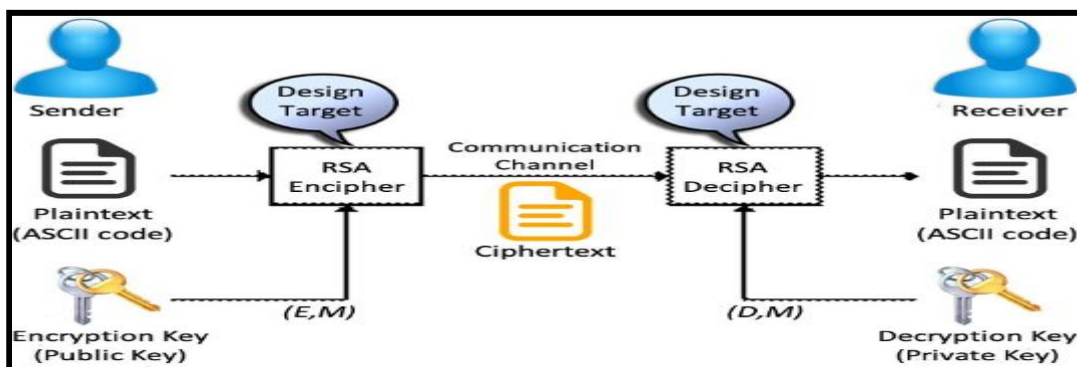 Sender
Plaintext
(ASCII code)
Encryption Key
(Public Key)
Design
Target
RSA
Encipher
(E,M)
Communication
Channel
Ciphertext
Design
Target
RSA
Decipher
(D,M)
Receiver
Plaintext
(ASCII code)
Decryption Key
(Private Key)